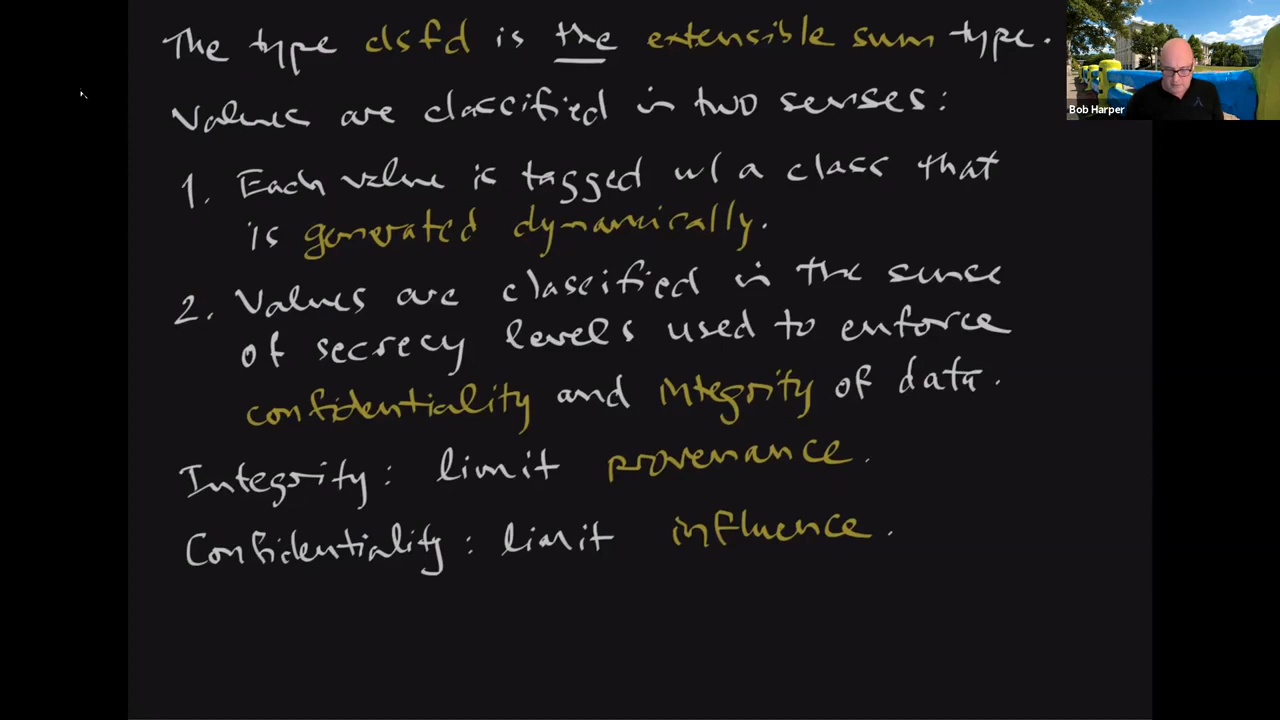 The type clsfd is the extensible sum type.
Bob Harper
Values are classified in two senses:
1. Each value is tagged w/ a class that
is generated dynamically.
2. Values are classified in the sense
of secrecy levels used to enforce
confidentiality and integrity of data.
Integrity: limit provenance.
Confidentiality: limit influence.